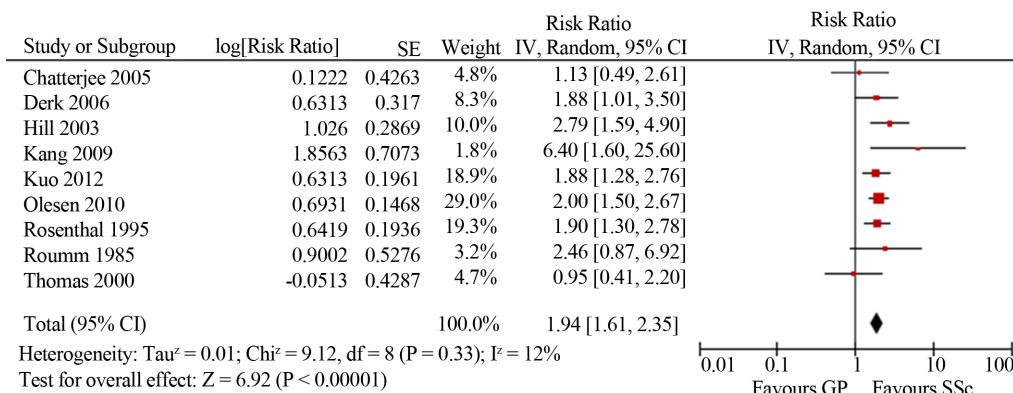 Risk Ratio Risk Ratio
Study or Subgroup log[Risk Ratio] SE Weight IV, Random, 95% CI IV, Random, 95% CI
Chatterjee 2005 0.1222 0.4263 4.8% 1.13 [0.49, 2.61]
Derk 2006 0.6313 0.317 8.3% 1.88 [1.01, 3.50]
Hill 2003 1.026 0.2869 10.0% 2.79 [1.59, 4.90]
Kang 2009 1.8563 0.7073 1.8% 6.40 [1.60, 25.60]
Kuo 2012 0.6313 0.1961 18.9% 1.88 [1.28, 2.76]
Olesen 2010 0.6931 0.1468 29.0% 2.00 [1.50, 2.67]
Rosenthal 1995 0.6419 0.1936 19.3% 1.90 [1.30, 2.78]
Roumm 1985 0.9002 0.5276 3.2% 2.46 [0.87, 6.92]
Thomas 2000 -0.0513 0.4287 4.7% 0.95 [0.41, 2.20]
Total (95% CI) 100.0% 1.94 [1.61, 2.35]
Heterogeneity: Tauᶻ = 0.01; Chiᶻ = 9.12, df = 8 (P = 0.33); Iᶻ = 12%
Test for overall effect: Z = 6.92 (P < 0.00001)
0.01 0.1 1 10 100
Favours GP Favours SSc